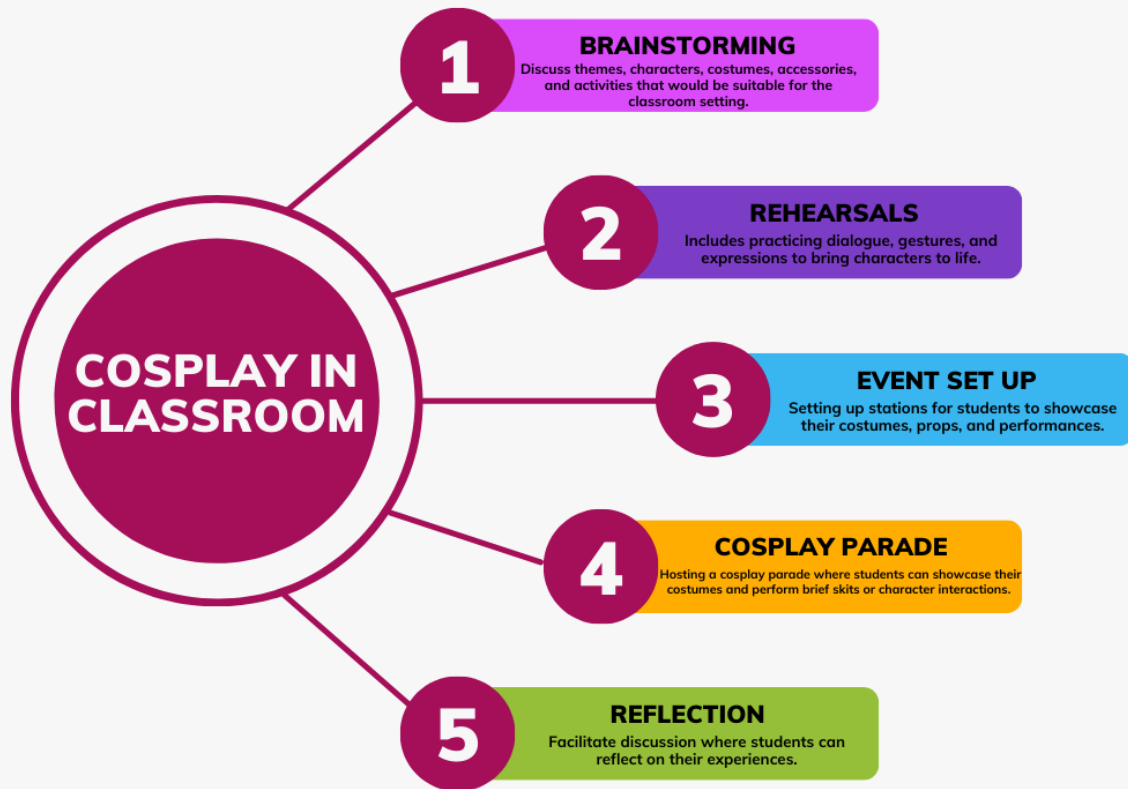 COSPLAY IN
CLASSROOM
1
BRAINSTORMING
Discuss themes, characters, costumes, accessories,
and activities that would be suitable for the
classroom setting.
2
REHEARSALS
Includes practicing dialogue, gestures, and
expressions to bring characters to life.
3
EVENT SET UP
Setting up stations for students to showcase
their costumes, props, and performances.
4
COSPLAY PARADE
Hosting a cosplay parade where students can showcase their
costumes and perform brief skits or character interactions.
5
REFLECTION
Facilitate discussion where students can
reflect on their experiences.